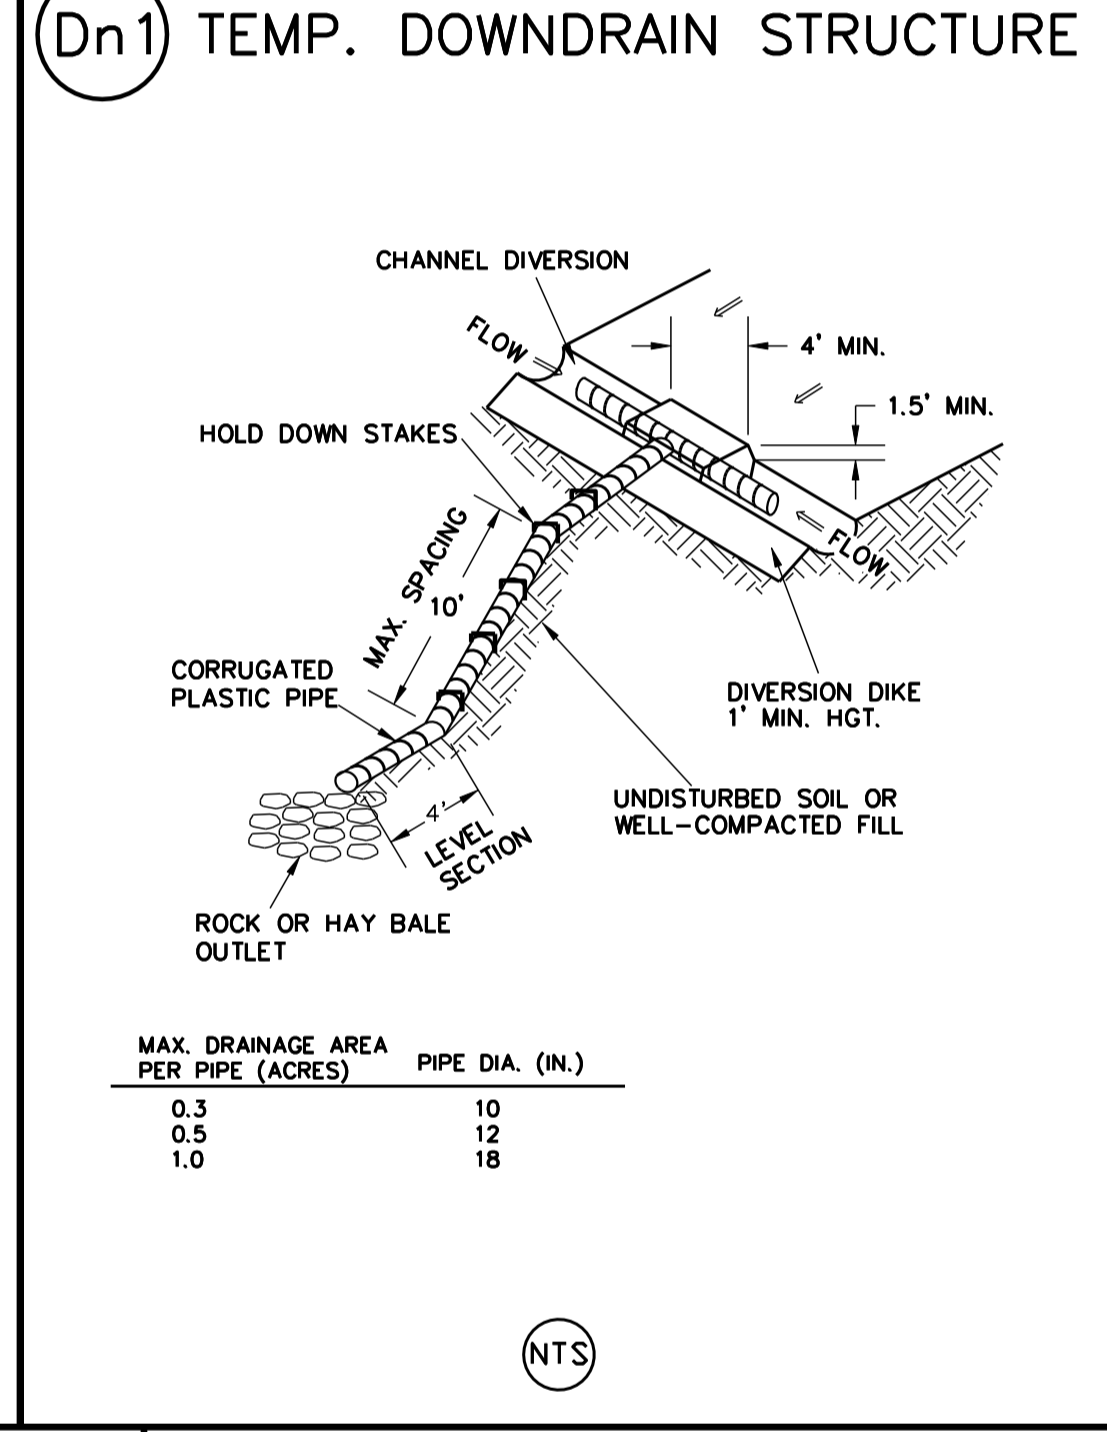 Dn1 TEMP. DOWNDRAIN STRUCTURE
CHANNEL DIVERSION
FLOW
4' MIN.
1.5' MIN.
HOLD DOWN STAKES
MAX. SPACING
10'
FLOW
CORRUGATED
PLASTIC PIPE
DIVERSION DIKE
1' MIN. HGT.
UNDISTURBED SOIL OR
WELL-COMPACTED FILL
4'
LEVEL
SECTION
ROCK OR HAY BALE
OUTLET
MAX. DRAINAGE AREA
PER PIPE (ACRES) PIPE DIA. (IN.)
0.3 10
0.5 12
1.0 18
NTS